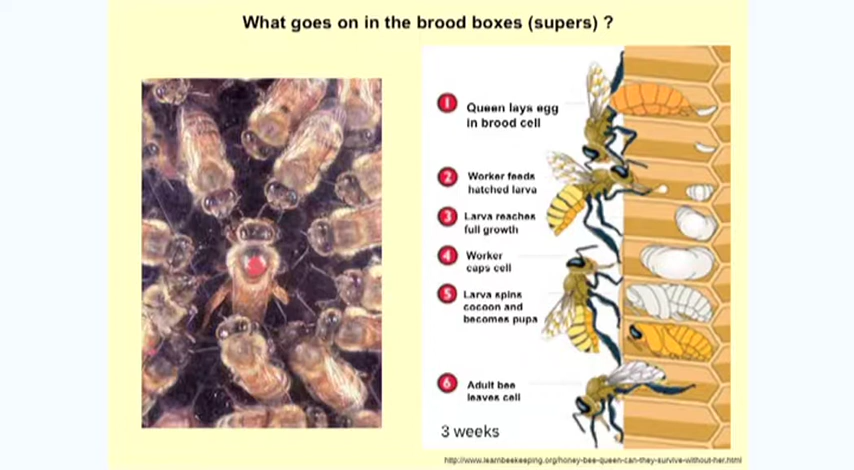 What goes on in the brood boxes (supers) ?
1 Queen lays egg
in brood cell
2 Worker feeds
hatched larva
3 Larva reaches
full growth
4 Worker
caps cell
5 Larva spins
cocoon and
becomes pupa
6 Adult bee
leaves cell
3 weeks
http://www.learnbeekeeping.org/honey-bee-queen-can-they-survive-without-her.html